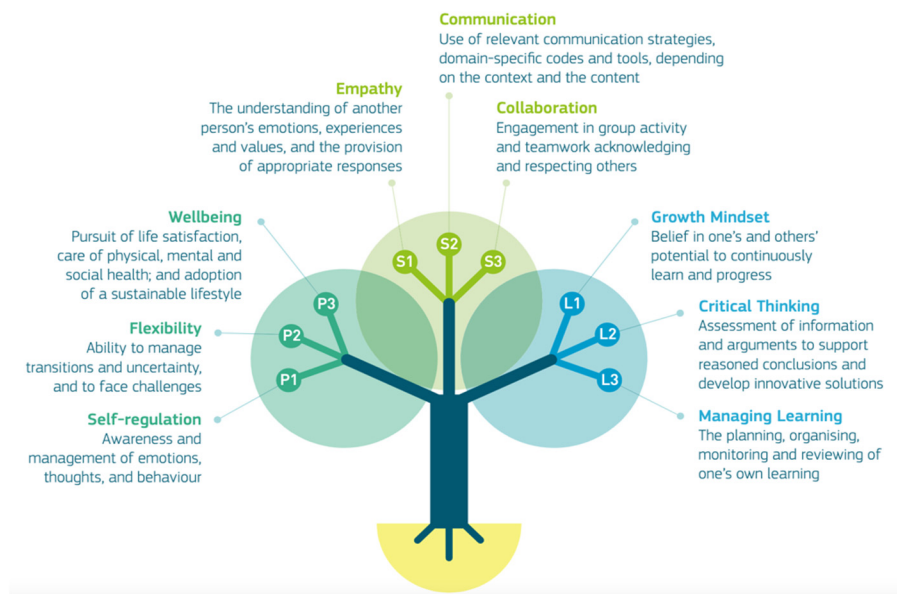 Communication
Use of relevant communication strategies,
domain-specific codes and tools, depending
on the context and the content
Empathy
The understanding of another
person's emotions, experiences
and values, and the provision
of appropriate responses
Collaboration
Engagement in group activity
and teamwork acknowledging
and respecting others
Wellbeing
Pursuit of life satisfaction,
care of physical, mental and
social health; and adoption
of a sustainable lifestyle
Flexibility
Ability to manage
transitions and uncertainty,
and to face challenges
Self-regulation
Awareness and
management of emotions,
thoughts, and behaviour
P3
P2
P1
S1
S2
S3
L1
L2
L3
Growth Mindset
Belief in one's and others'
potential to continuously
learn and progress
Critical Thinking
Assessment of information
and arguments to support
reasoned conclusions and
develop innovative solutions
Managing Learning
The planning, organising,
monitoring and reviewing of
one's own learning